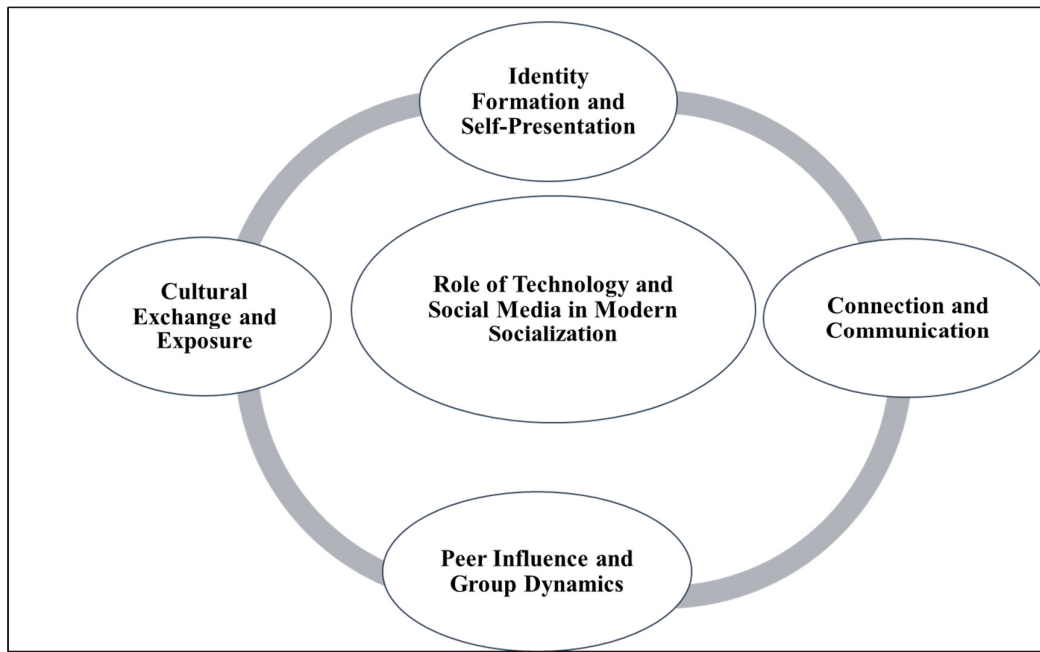 Identity
Formation and
Self-Presentation
Role of Technology and
Social Media in Modern
Socialization
Cultural
Exchange and
Exposure
Connection and
Communication
Peer Influence and
Group Dynamics